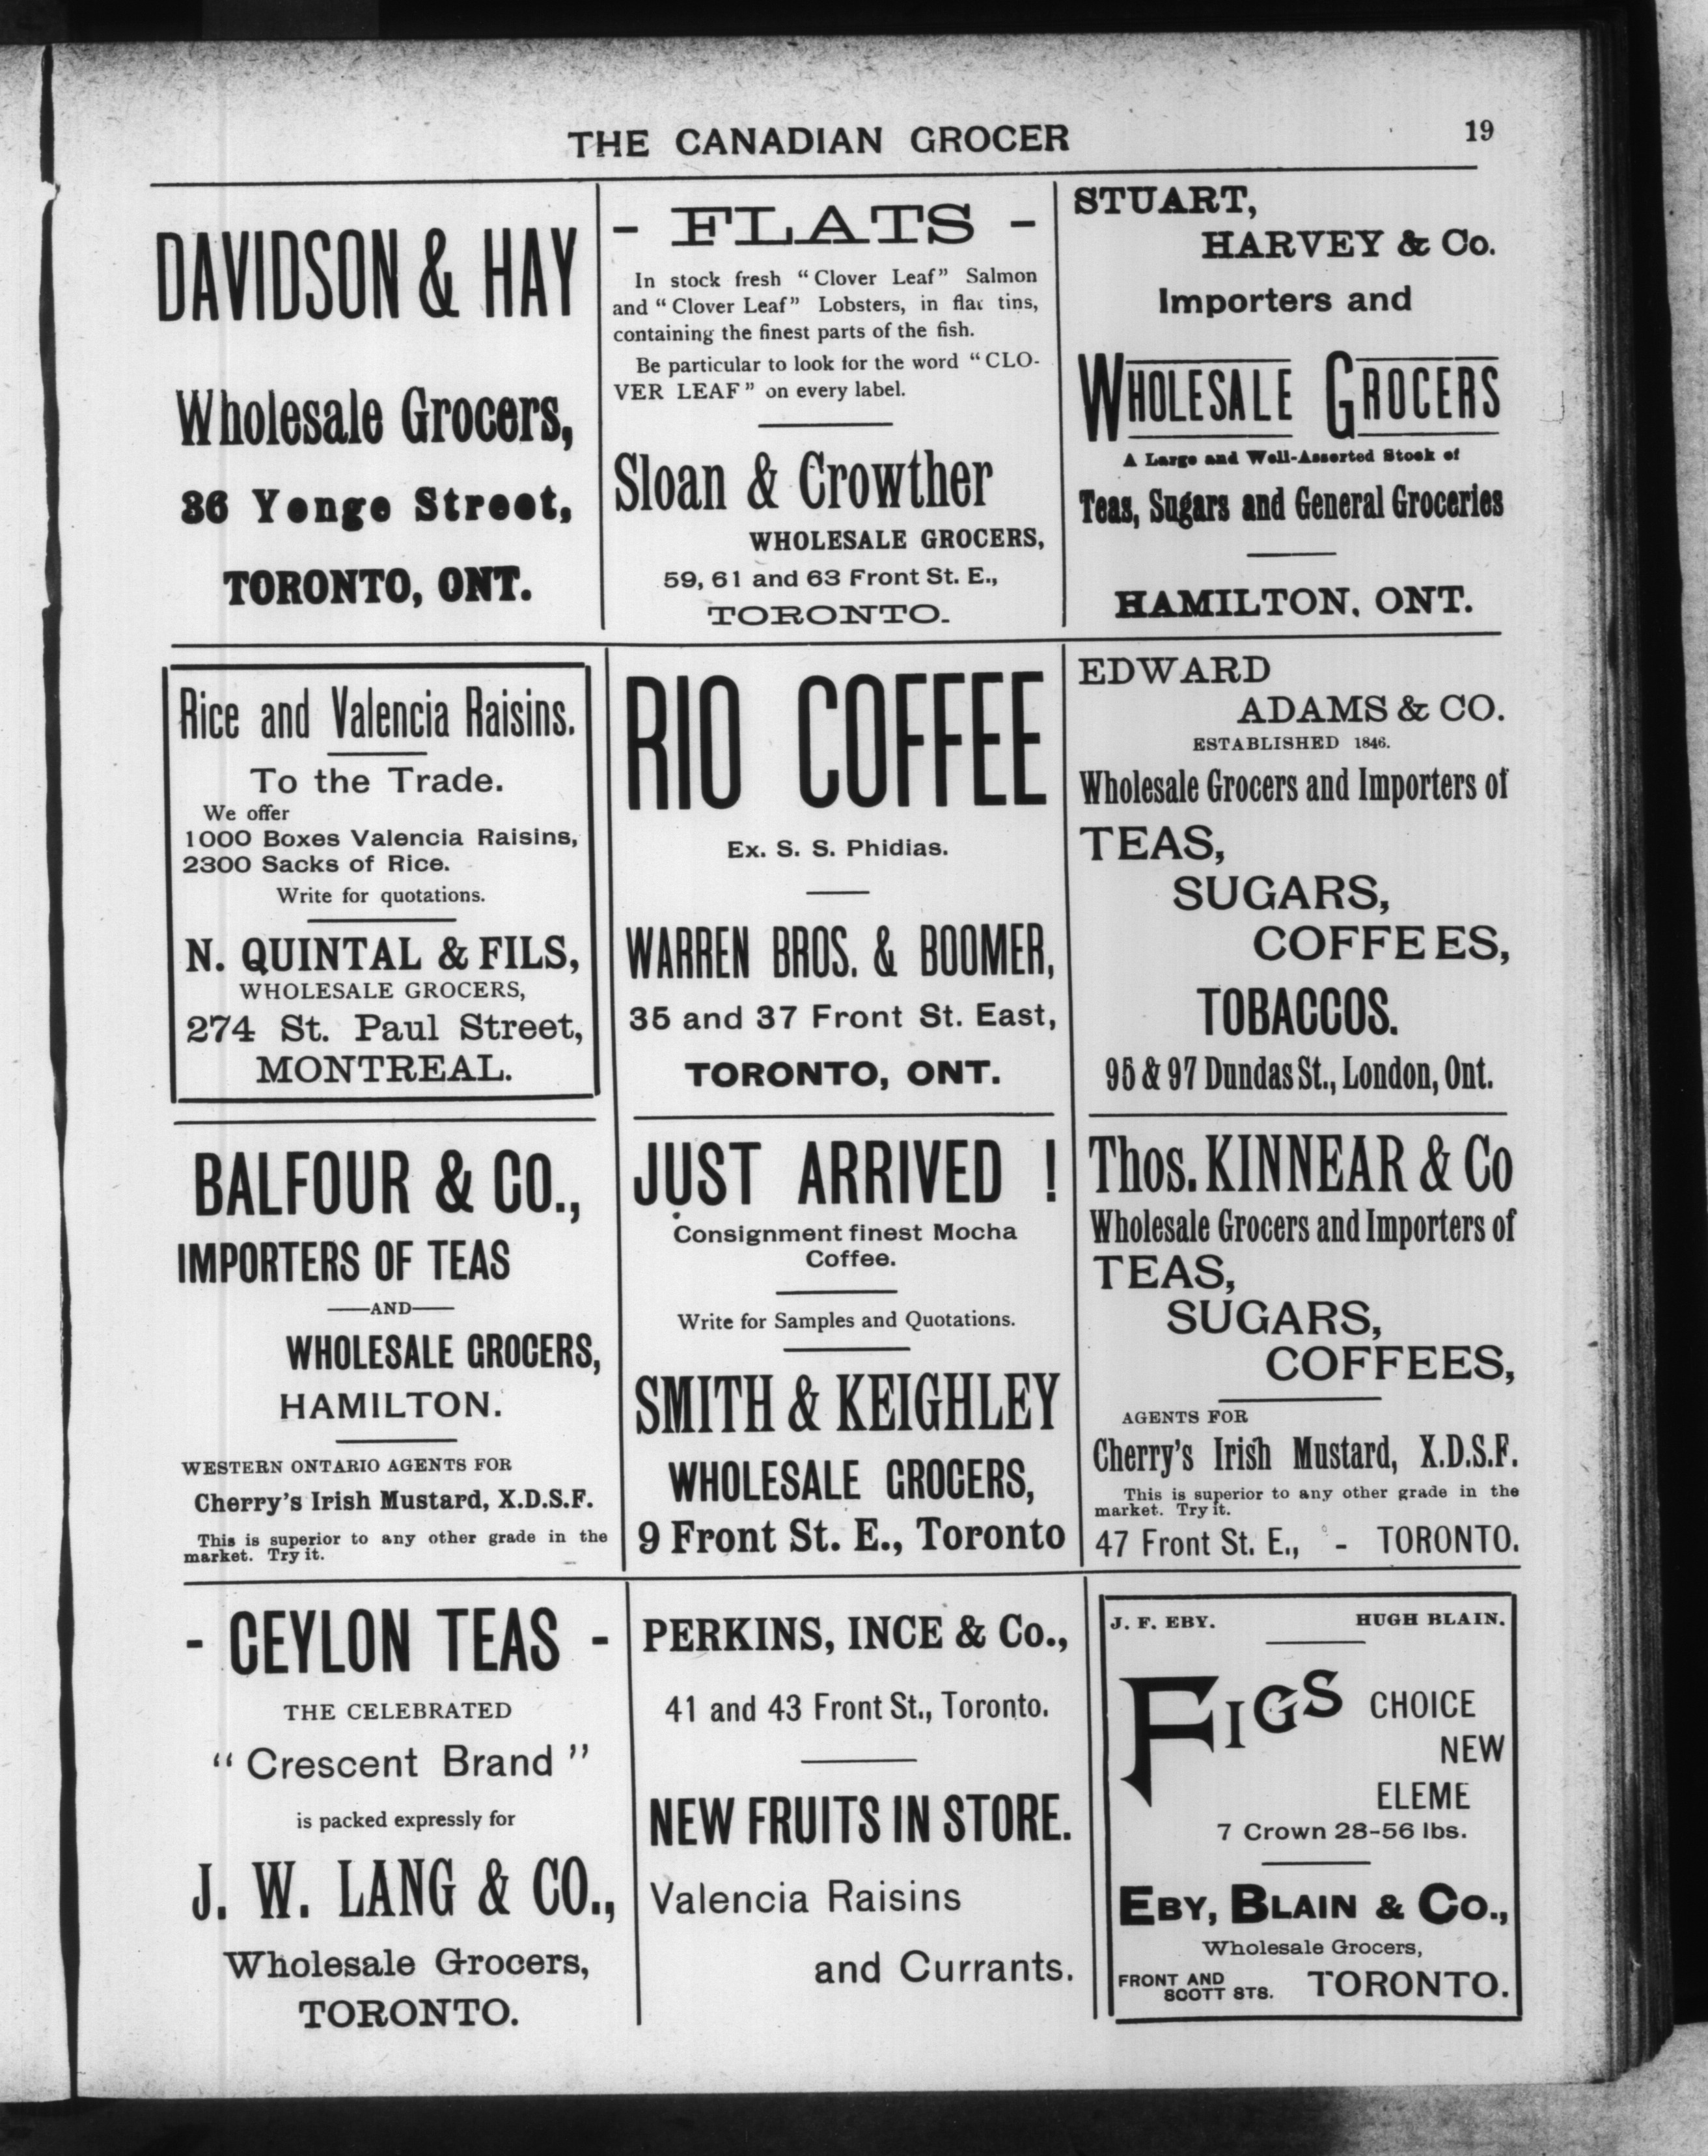 THE CANADIAN GROCER
19
DAVIDSON & HAY
Wholesale Grocers,
36 Yonge Street,
TORONTO, ONT.
- FLATS -
In stock fresh “Clover Leaf” Salmon
and “Clover Leaf” Lobsters, in flat tins,
containing the finest parts of the fish.
Be particular to look for the word “CLO-
VER LEAF” on every label.
Sloan & Crowther
WHOLESALE GROCERS,
59, 61 and 63 Front St. E.,
TORONTO.
STUART,
HARVEY & Co.
Importers and
WHOLESALE GROCERS
A Large and Well-Assorted Stock of
Teas, Sugars and General Groceries
HAMILTON, ONT.
Rice and Valencia Raisins.
To the Trade.
We offer
1000 Boxes Valencia Raisins,
2300 Sacks of Rice.
Write for quotations.
N. QUINTAL & FILS,
WHOLESALE GROCERS,
274 St. Paul Street,
MONTREAL.
RIO COFFEE
Ex. S. S. Phidias.
WARREN BROS. & BOOMER,
35 and 37 Front St. East,
TORONTO, ONT.
EDWARD
ADAMS & CO.
ESTABLISHED 1846.
Wholesale Grocers and Importers of
TEAS,
SUGARS,
COFFEES,
TOBACCOS.
95 & 97 Dundas St., London, Ont.
BALFOUR & CO.,
IMPORTERS OF TEAS
—AND—
WHOLESALE GROCERS,
HAMILTON.
WESTERN ONTARIO AGENTS FOR
Cherry's Irish Mustard, X.D.S.F.
This is superior to any other grade in the
market. Try it.
JUST ARRIVED !
Consignment finest Mocha
Coffee.
Write for Samples and Quotations.
SMITH & KEIGHLEY
WHOLESALE GROCERS,
9 Front St. E., Toronto
Thos. KINNEAR & Co
Wholesale Grocers and Importers of
TEAS,
SUGARS,
COFFEES,
AGENTS FOR
Cherry's Irish Mustard, X.D.S.F.
This is superior to any other grade in the
market. Try it.
47 Front St. E., - TORONTO.
- CEYLON TEAS -
THE CELEBRATED
“Crescent Brand”
is packed expressly for
J. W. LANG & CO.,
Wholesale Grocers,
TORONTO.
PERKINS, INCE & Co.,
41 and 43 Front St., Toronto.
NEW FRUITS IN STORE.
Valencia Raisins
and Currants.
J. F. EBY. HUGH BLAIN.
FIGS CHOICE
NEW
ELEME
7 Crown 28-56 lbs.
EBY, BLAIN & CO.,
Wholesale Grocers,
FRONT AND
SCOTT STS. TORONTO.